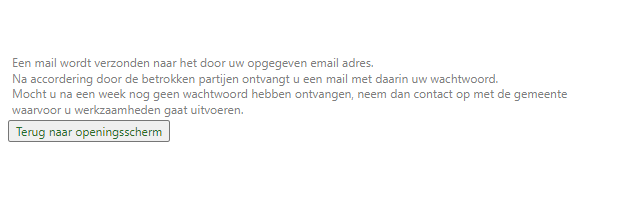 Een mail wordt verzonden naar het door uw opgegeven email adres.
Na accordering door de betrokken partijen ontvangt u een mail met daarin uw wachtwoord.
Mocht u na een week nog geen wachtwoord hebben ontvangen, neem dan contact op met de gemeente
waarvoor u werkzaamheden gaat uitvoeren.
Terug naar openingsscherm